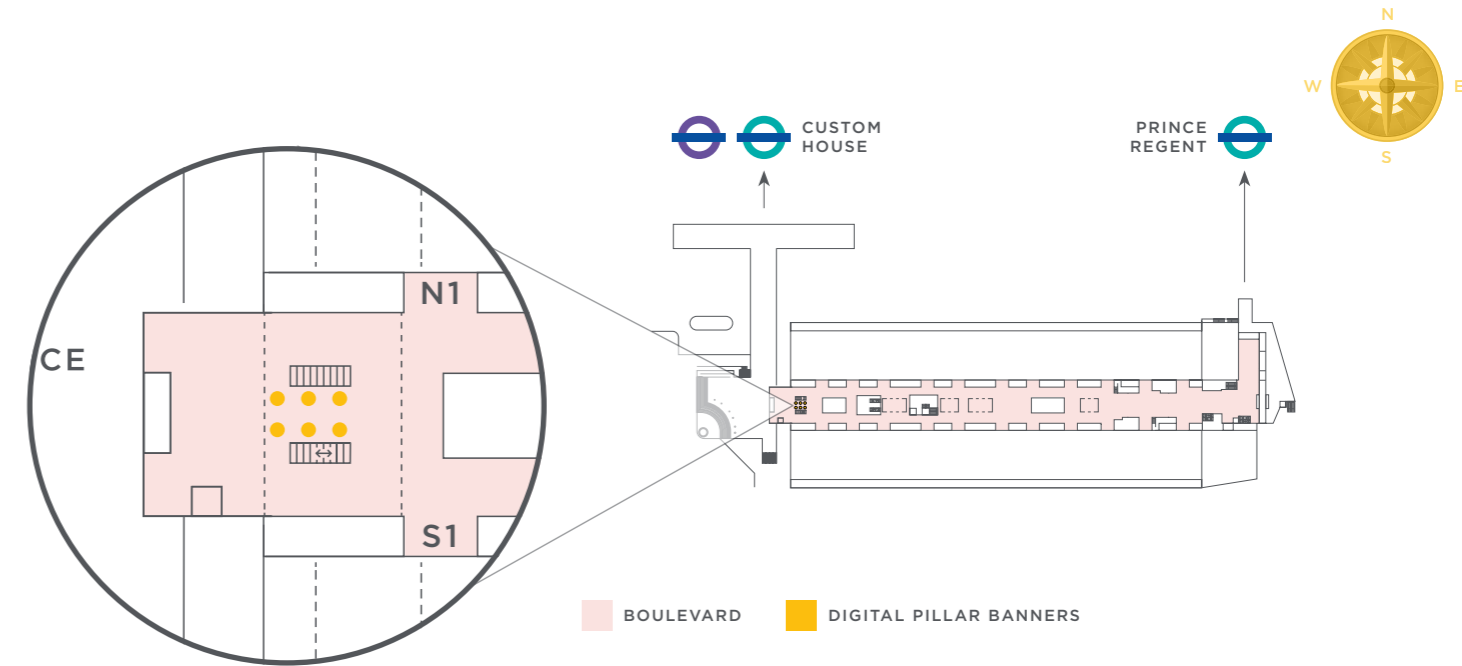 N
W
E
S
CUSTOM
HOUSE
PRINCE
REGENT
N1
CE
S1
BOULEVARD
DIGITAL PILLAR BANNERS